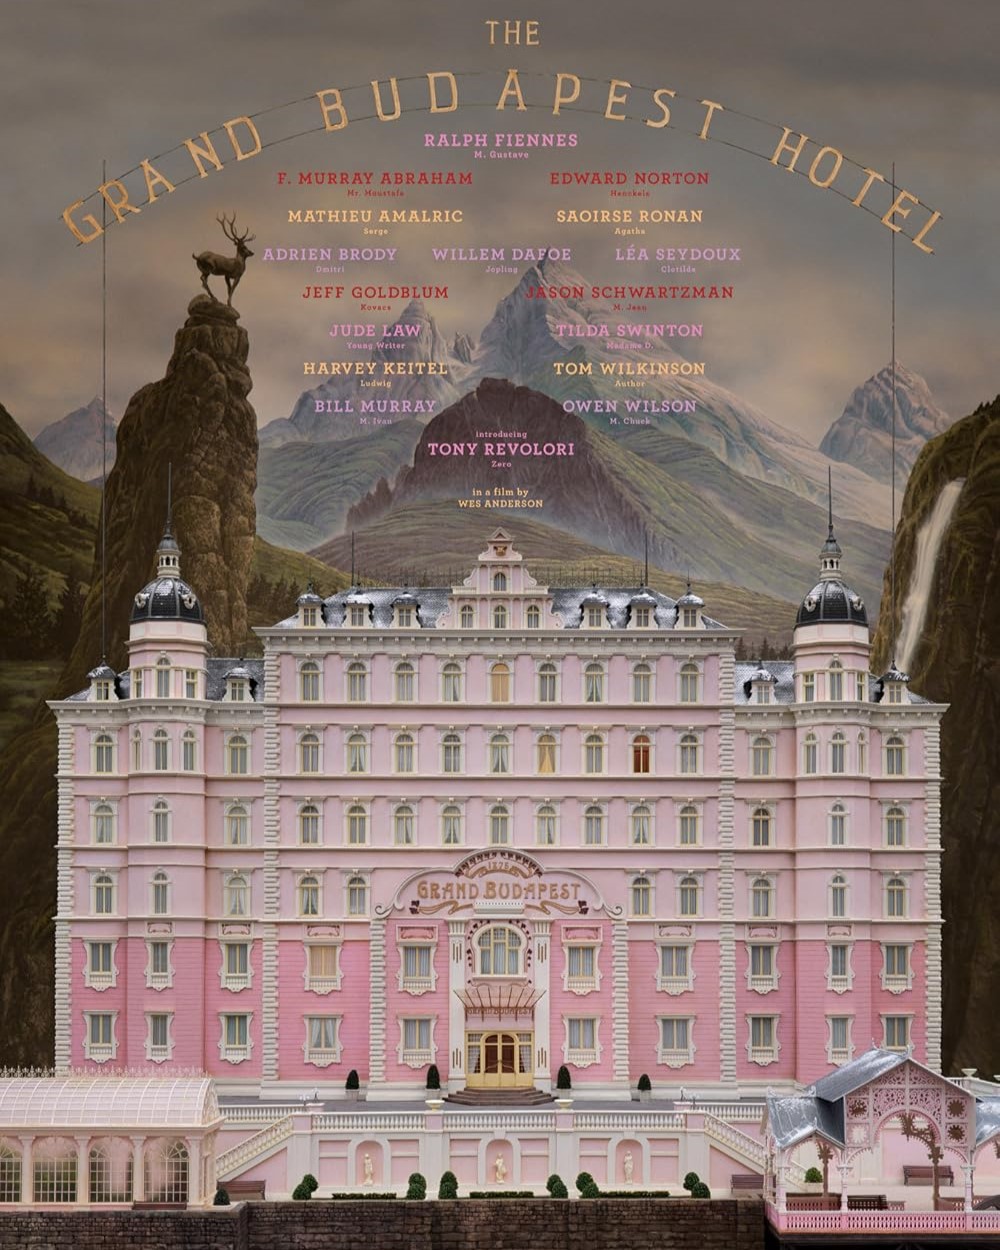 THE
GRAND BUDAPEST HOTEL
RALPH FIENNES
M. Gustave
F. MURRAY ABRAHAM EDWARD NORTON
Mr. Moustafa Henckels
MATHIEU AMALRIC SAOIRSE RONAN
Serge Agatha
ADRIEN BRODY WILLEM DAFOE LÉA SEYDOUX
Dmitri Jopling Clotilde
JEFF GOLDBLUM JASON SCHWARTZMAN
Kovacs M. Jean
JUDE LAW TILDA SWINTON
Young Writer Madame D.
HARVEY KEITEL TOM WILKINSON
Ludwig Author
BILL MURRAY OWEN WILSON
M. Ivan M. Chuck
introducing
TONY REVOLORI
Zero
in a film by
WES ANDERSON
GRAND BUDAPEST
GRAND BUDAPEST